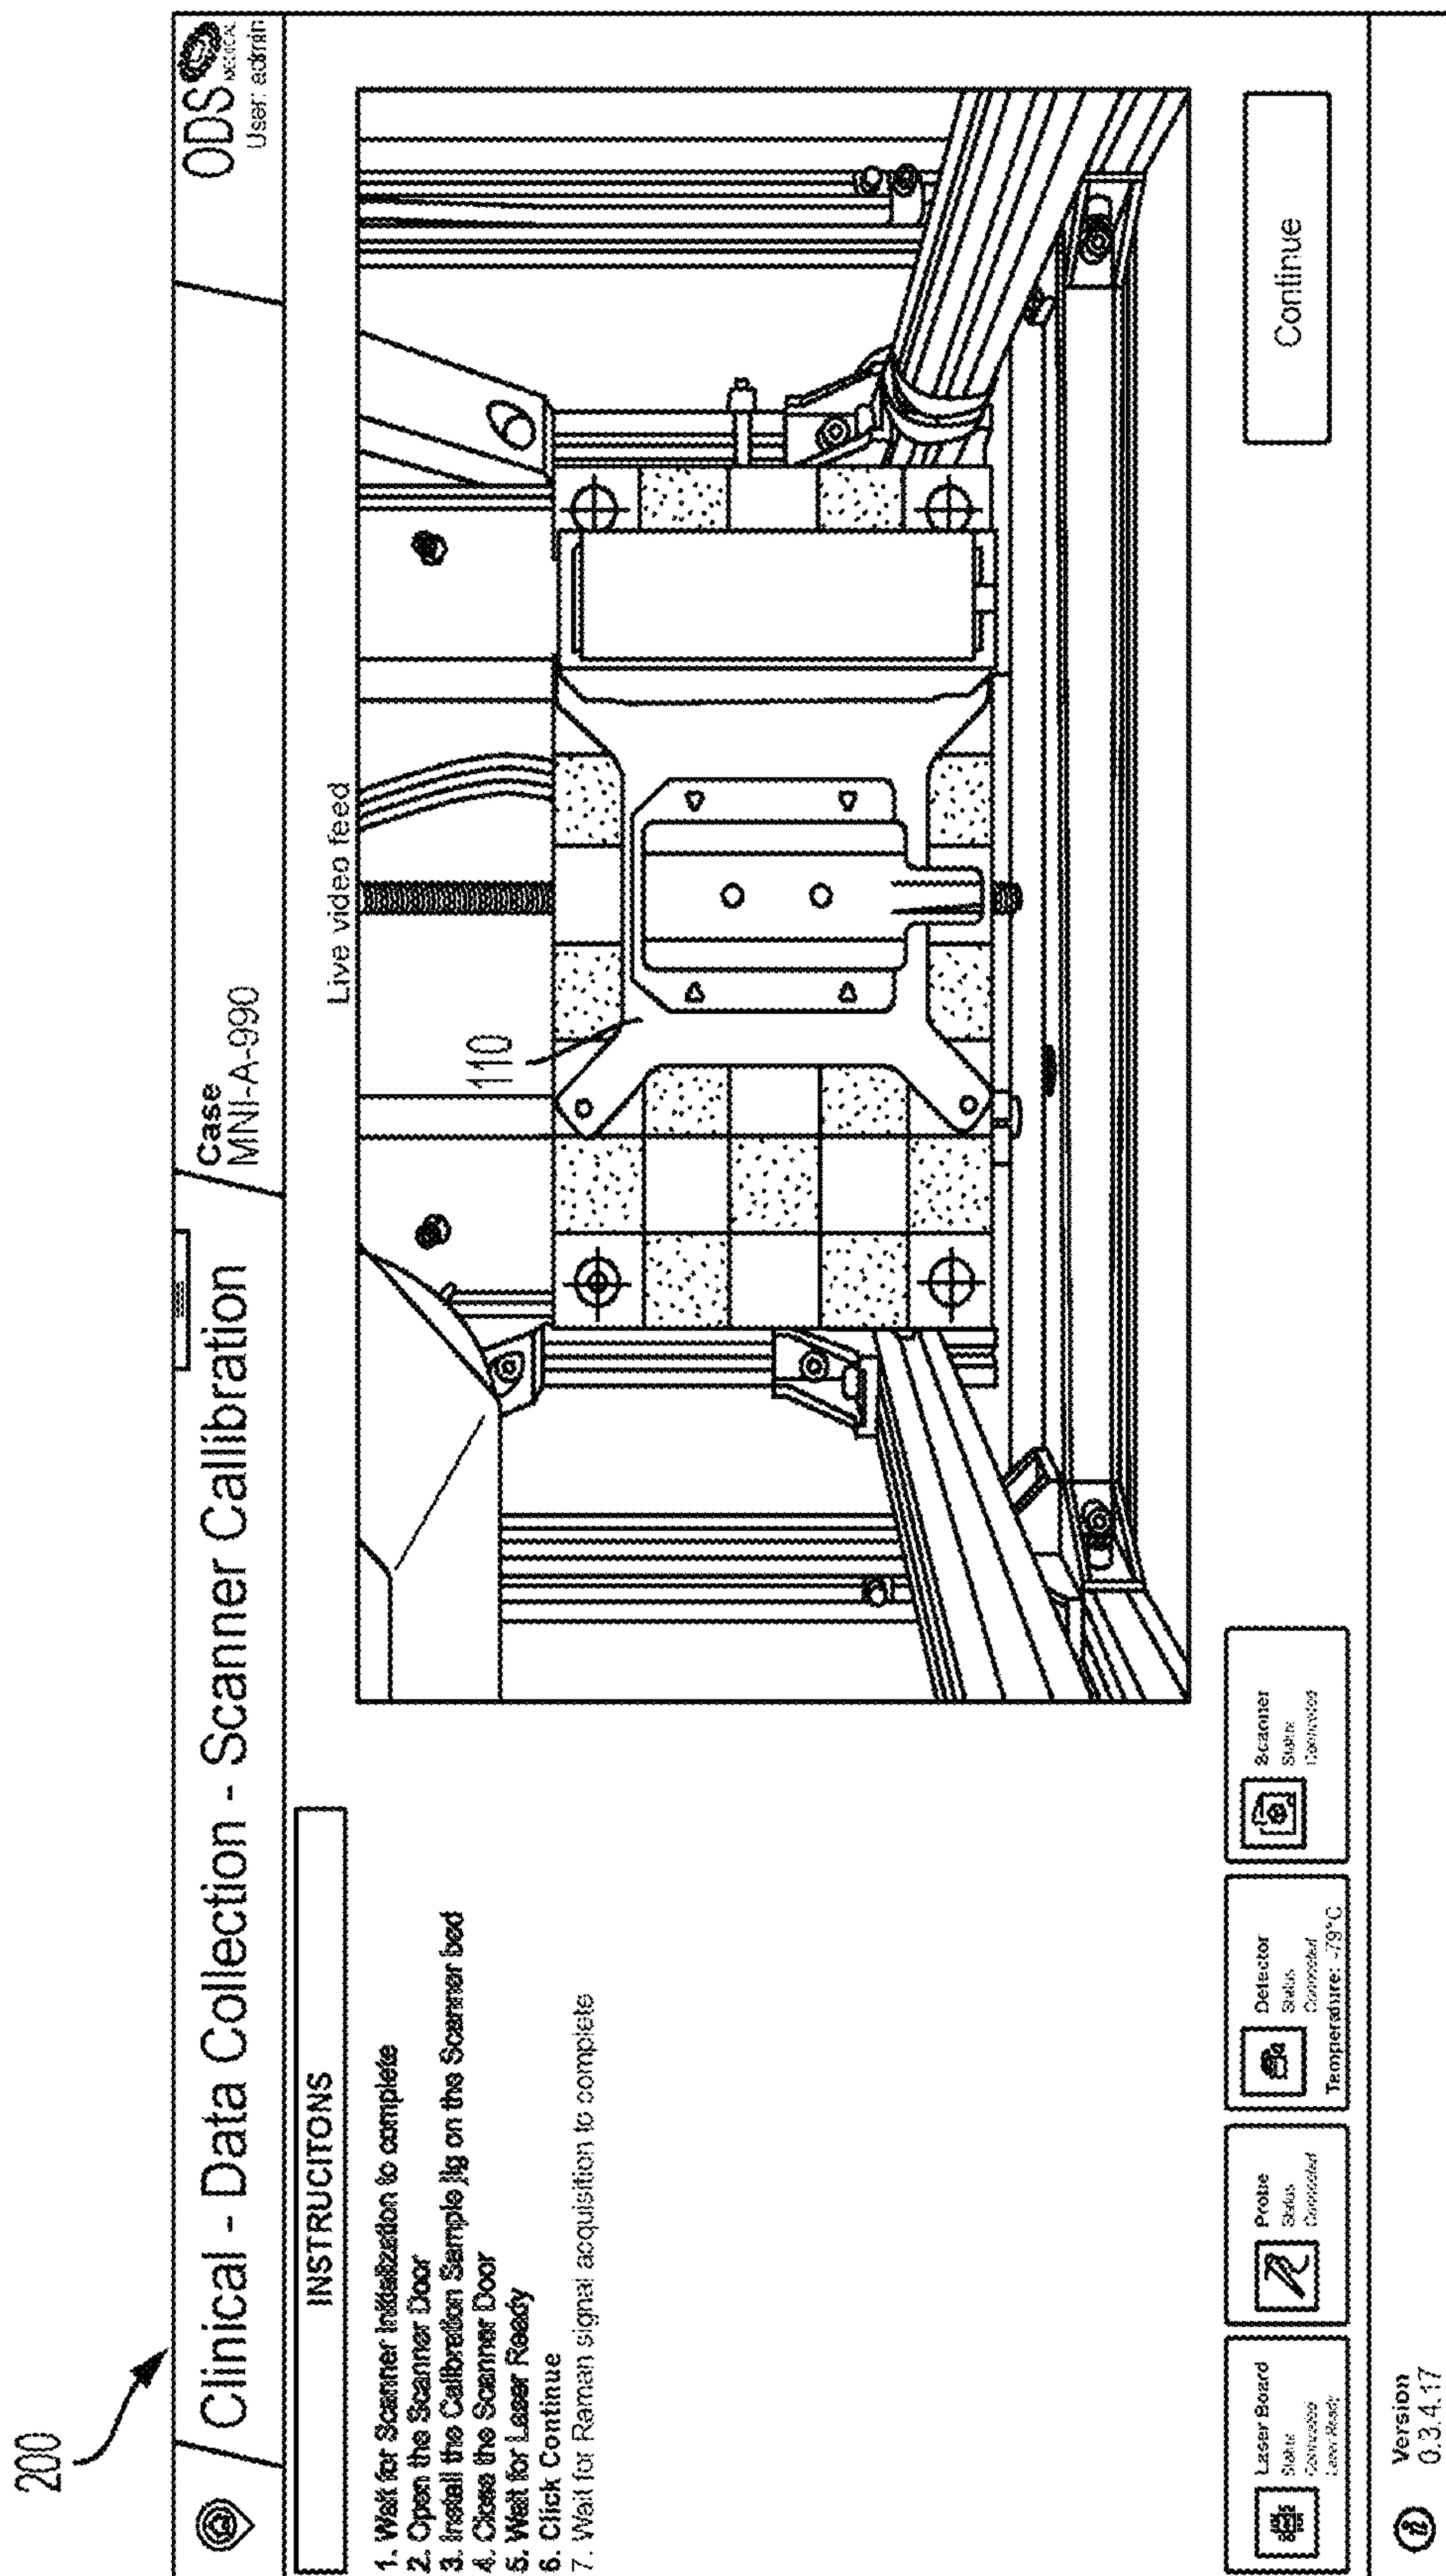 200
Clinical - Data Collection - Scanner Callibration
Case
MNI-A-990
ODS
MEDICAL
User: admin
INSTRUCITONS
1. Wait for Scanner Initialization to complete
2. Open the Scanner Door
3. Install the Calibration Sample jig on the Scanner bed
4. Close the Scanner Door
5. Wait for Laser Ready
6. Click Continue
7. Wait for Raman signal acquisition to complete
Live video feed
110
Laser Board
Status
Connected
Laser Ready
Probe
Status
Connected
Detector
Status
Connected
Temperature: -79°C
Scanner
Status
Connected
Continue
Version
0.3.4.17